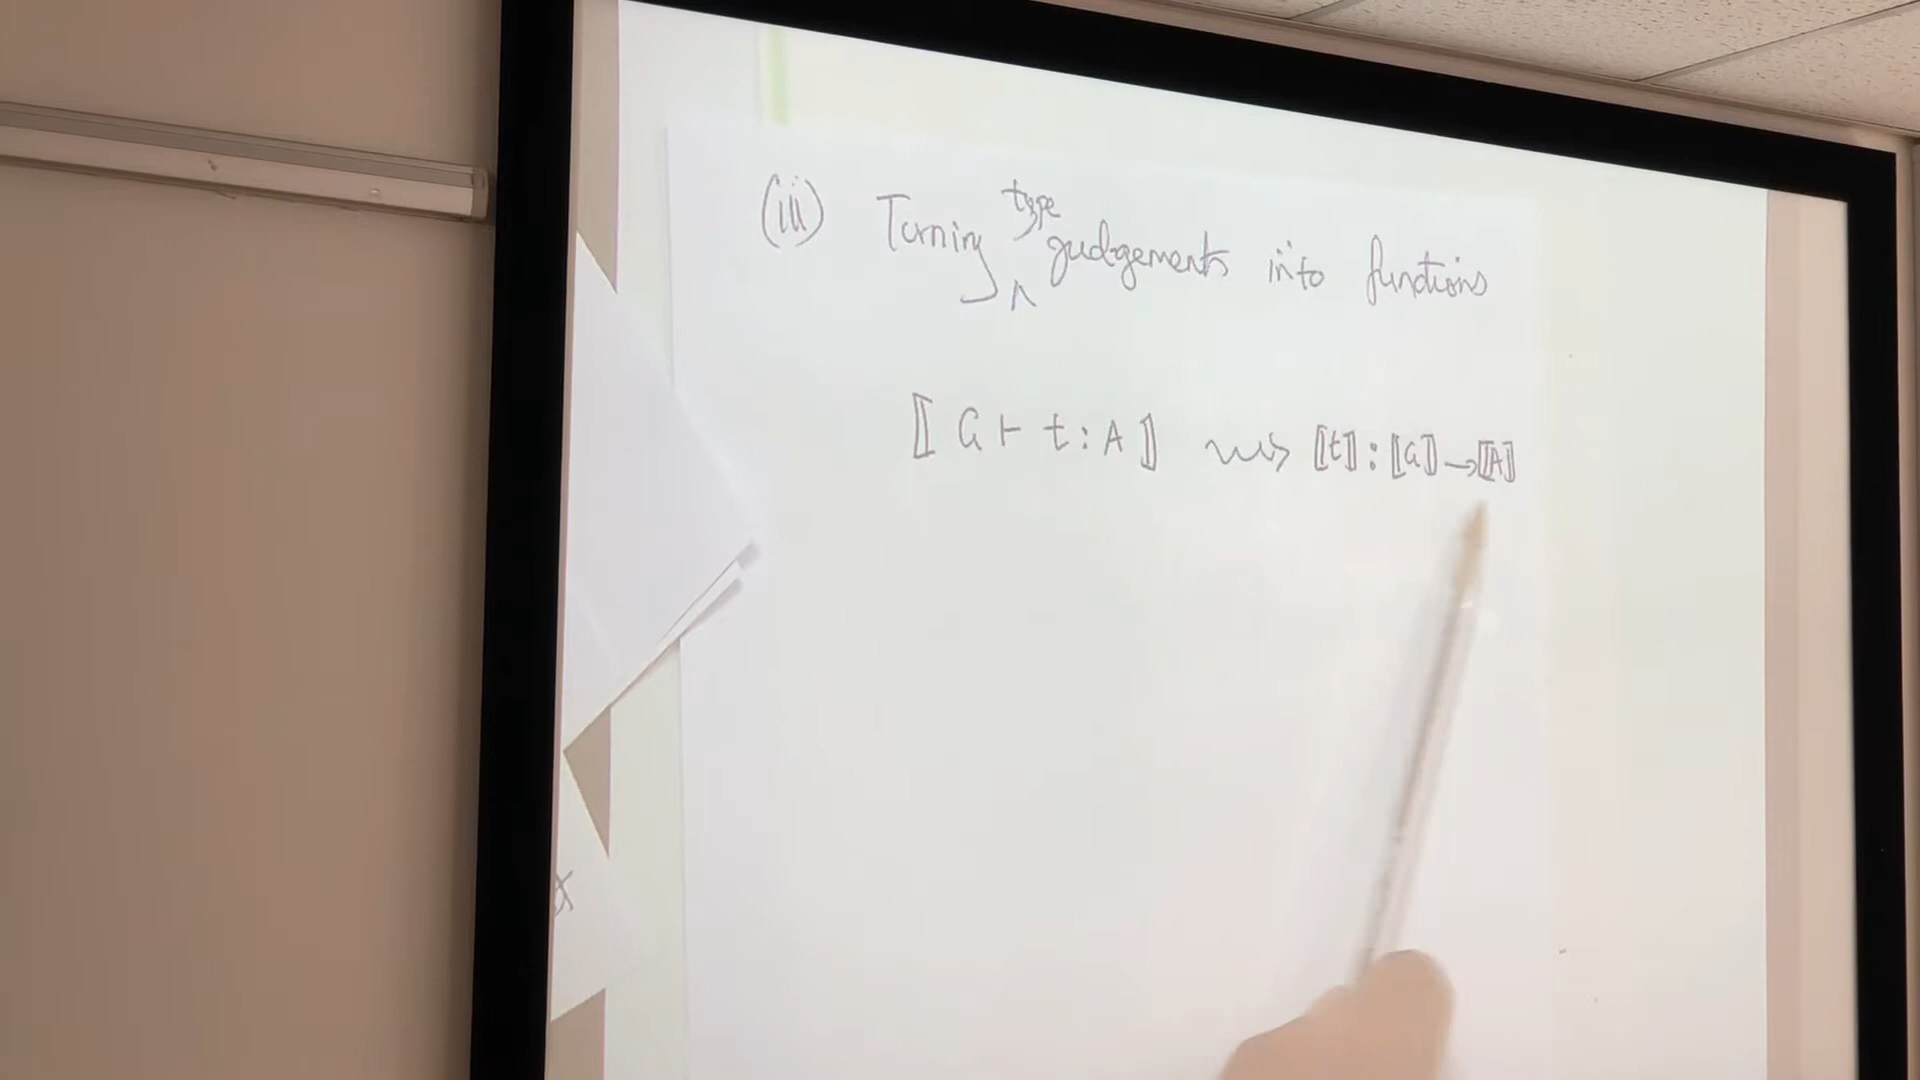 (iii) Turning type judgements into functions
⟦ G ⊢ t : A ⟧ ⇝ ⟦t⟧ : ⟦G⟧ → ⟦A⟧